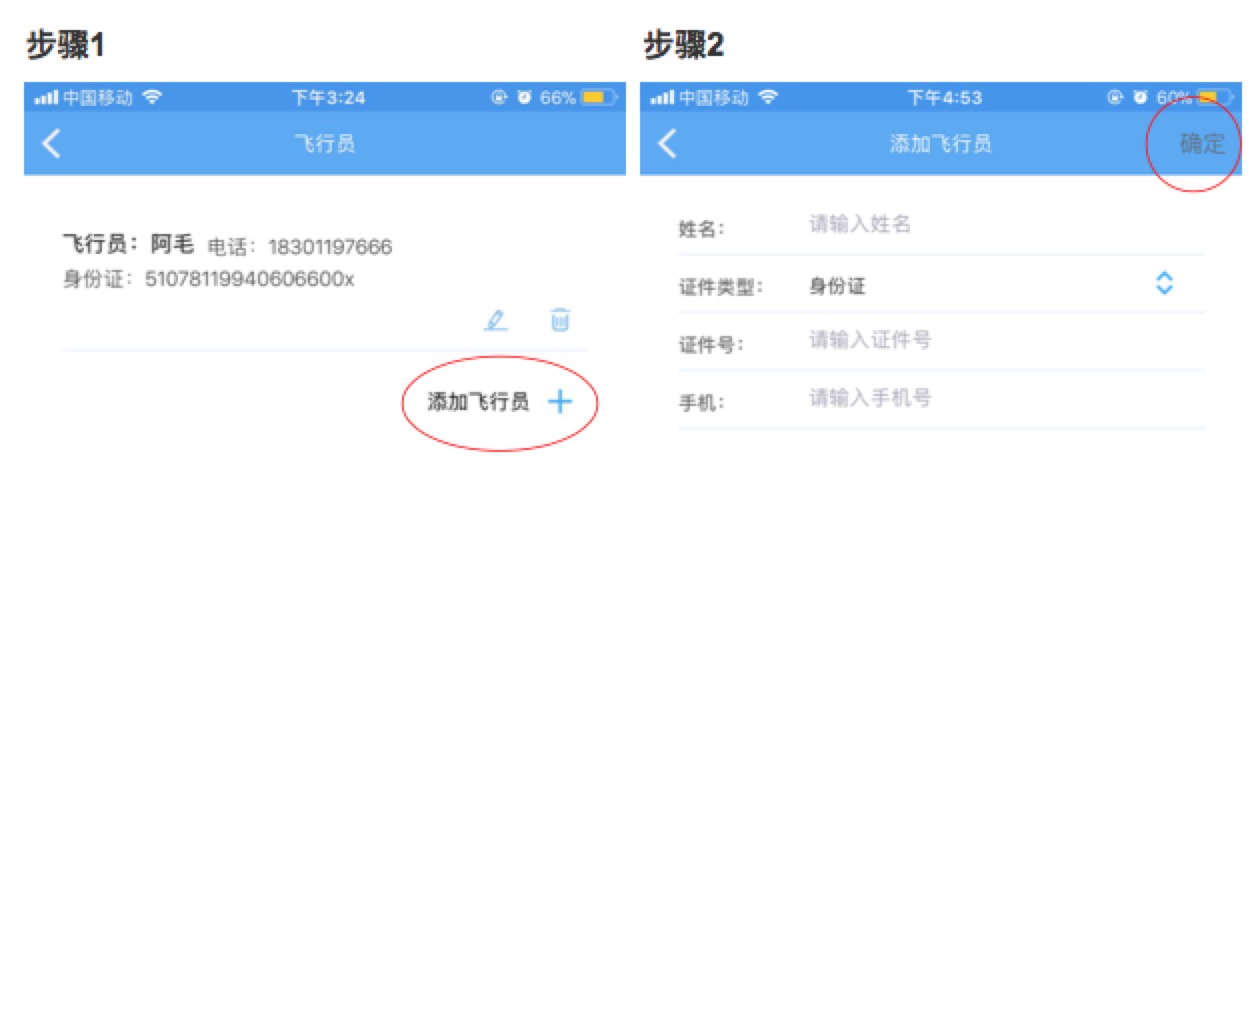 步骤1
中国移动 下午3:24 66%
飞行员
飞行员：阿毛 电话：18301197666
身份证：51078119940606600x
添加飞行员
步骤2
中国移动 下午4:53 60%
添加飞行员 确定
姓名： 请输入姓名
证件类型： 身份证
证件号： 请输入证件号
手机： 请输入手机号